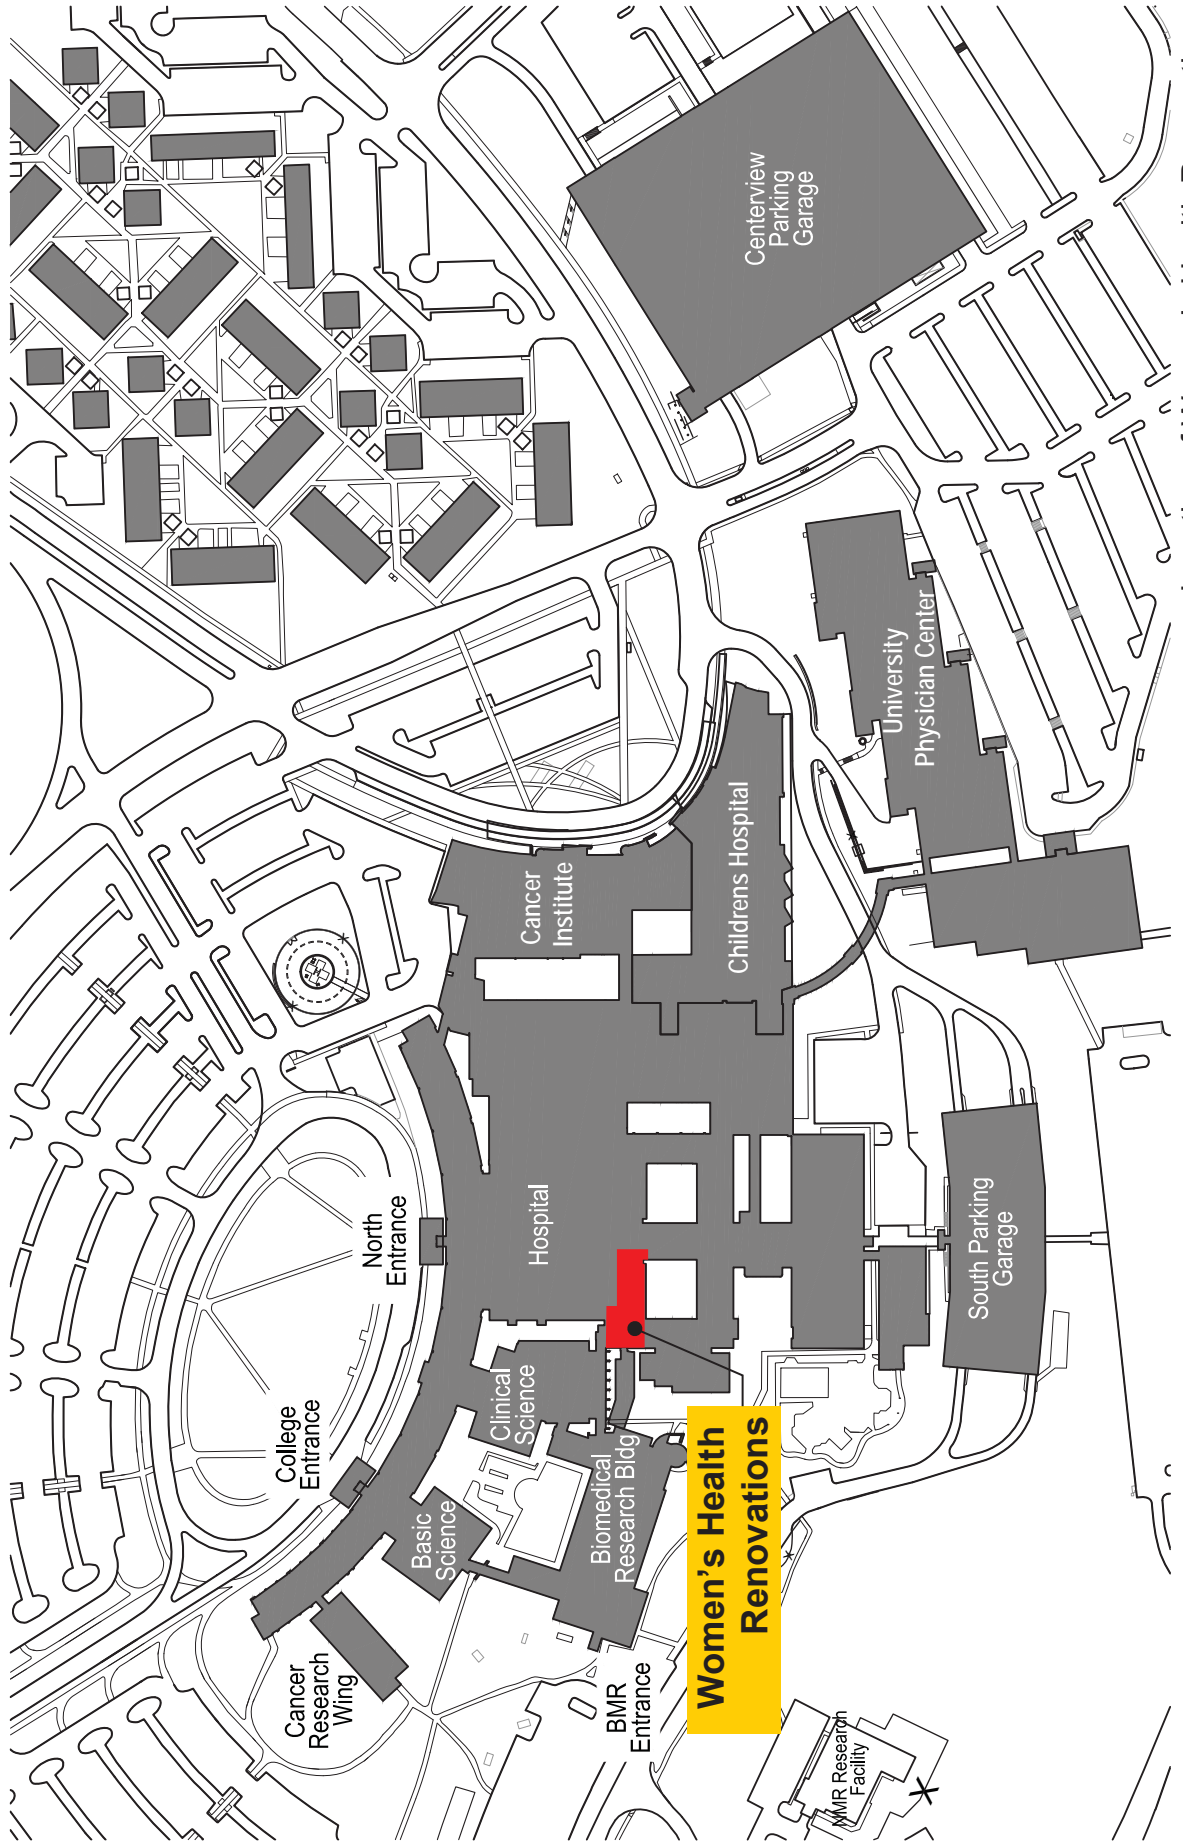 Centerview
Parking
Garage
University
Physician Center
Childrens Hospital
Cancer
Institute
Hospital
North
Entrance
South Parking
Garage
College
Entrance
Clinical
Science
Basic
Science
Biomedical
Research Bldg
Women's Health
Renovations
Cancer
Research
Wing
BMR
Entrance
NMR Research
Facility